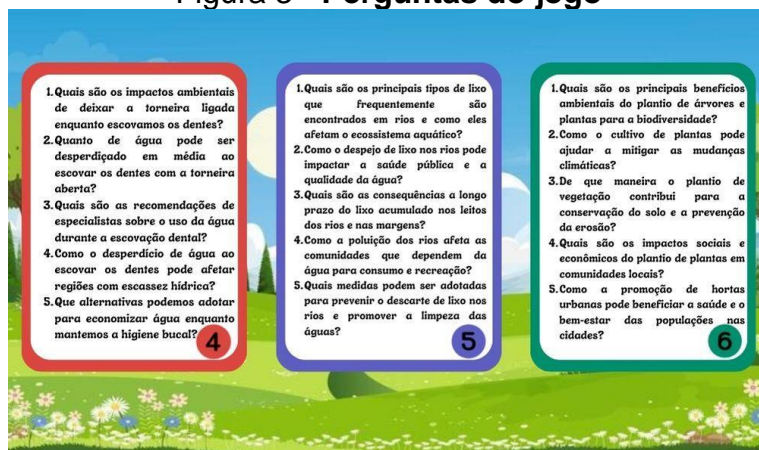 Figura 3 - Perguntas do jogo
1.Quais são os impactos ambientais
de deixar a torneira ligada
enquanto escovamos os dentes?
2.Quanto de água pode ser
desperdiçado em média ao
escovar os dentes com a torneira
aberta?
3.Quais são as recomendações de
especialistas sobre o uso da água
durante a escovação dental?
4.Como o desperdício de água ao
escovar os dentes pode afetar
regiões com escassez hídrica?
5.Que alternativas podemos adotar
para economizar água enquanto
mantemos a higiene bucal?
4
1.Quais são os principais tipos de lixo
que frequentemente são
encontrados em rios e como eles
afetam o ecossistema aquático?
2.Como o despejo de lixo nos rios pode
impactar a saúde pública e a
qualidade da água?
3.Quais são as consequências a longo
prazo do lixo acumulado nos leitos
dos rios e nas margens?
4.Como a poluição dos rios afeta as
comunidades que dependem da
água para consumo e recreação?
5.Quais medidas podem ser adotadas
para prevenir o descarte de lixo nos
rios e promover a limpeza das
águas?
5
1.Quais são os principais benefícios
ambientais do plantio de árvores e
plantas para a biodiversidade?
2.Como o cultivo de plantas pode
ajudar a mitigar as mudanças
climáticas?
3.De que maneira o plantio de
vegetação contribui para a
conservação do solo e a prevenção
da erosão?
4.Quais são os impactos sociais e
econômicos do plantio de plantas em
comunidades locais?
5.Como a promoção de hortas
urbanas pode beneficiar a saúde e o
bem-estar das populações nas
cidades?
6